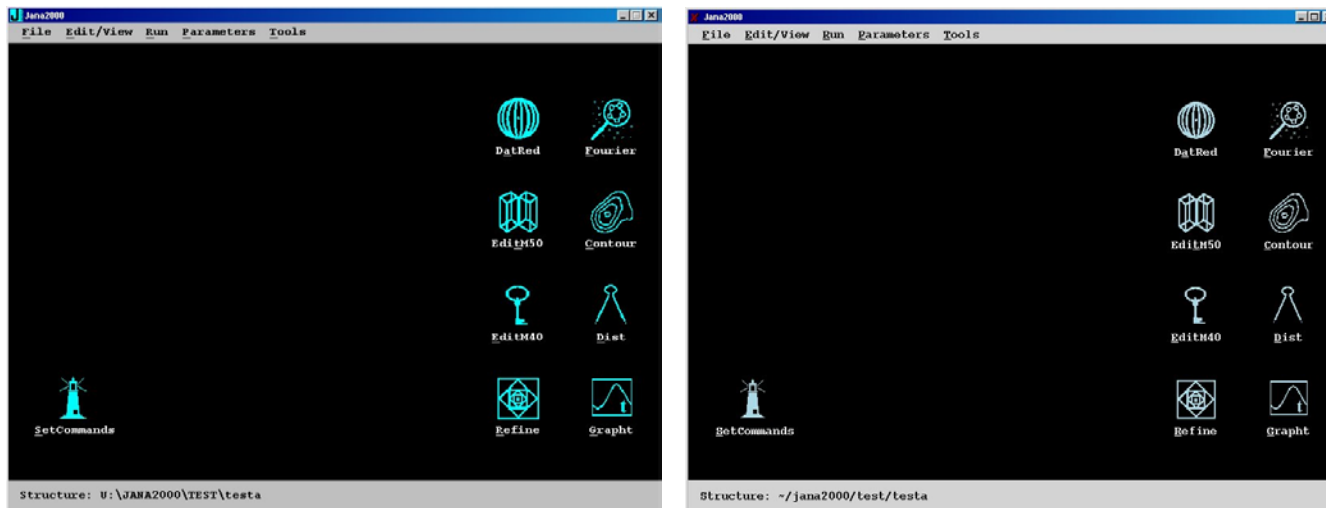 Jana2000
File Edit/View Run Parameters Tools
DatRed Fourier
EditM50 Contour
EditM40 Dist
SetCommands Refine Grapht
Structure: U:\JANA2000\TEST\testa
Jana2000
File Edit/View Run Parameters Tools
DatRed Fourier
EditM50 Contour
EditM40 Dist
SetCommands Refine Grapht
Structure: ~/jana2000/test/testa